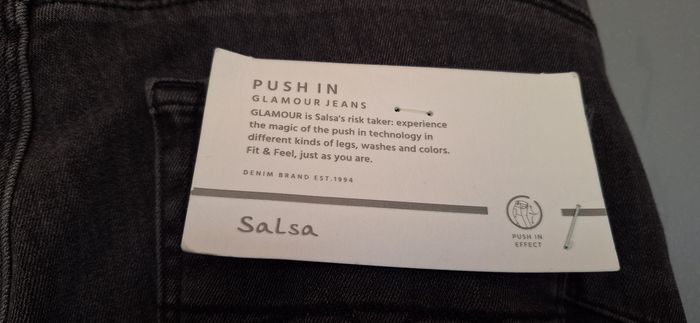 PUSH IN
GLAMOUR JEANS
GLAMOUR is Salsa's risk taker: experience
the magic of the push in technology in
different kinds of legs, washes and colors.
Fit & Feel, just as you are.
DENIM BRAND EST.1994
Salsa
PUSH IN
EFFECT